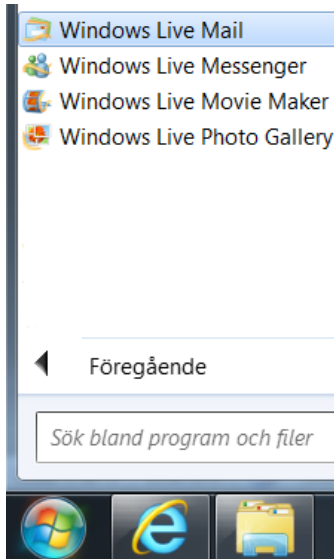 Windows Live Mail
Windows Live Messenger
Windows Live Movie Maker
Windows Live Photo Gallery
Föregående
Sök bland program och filer